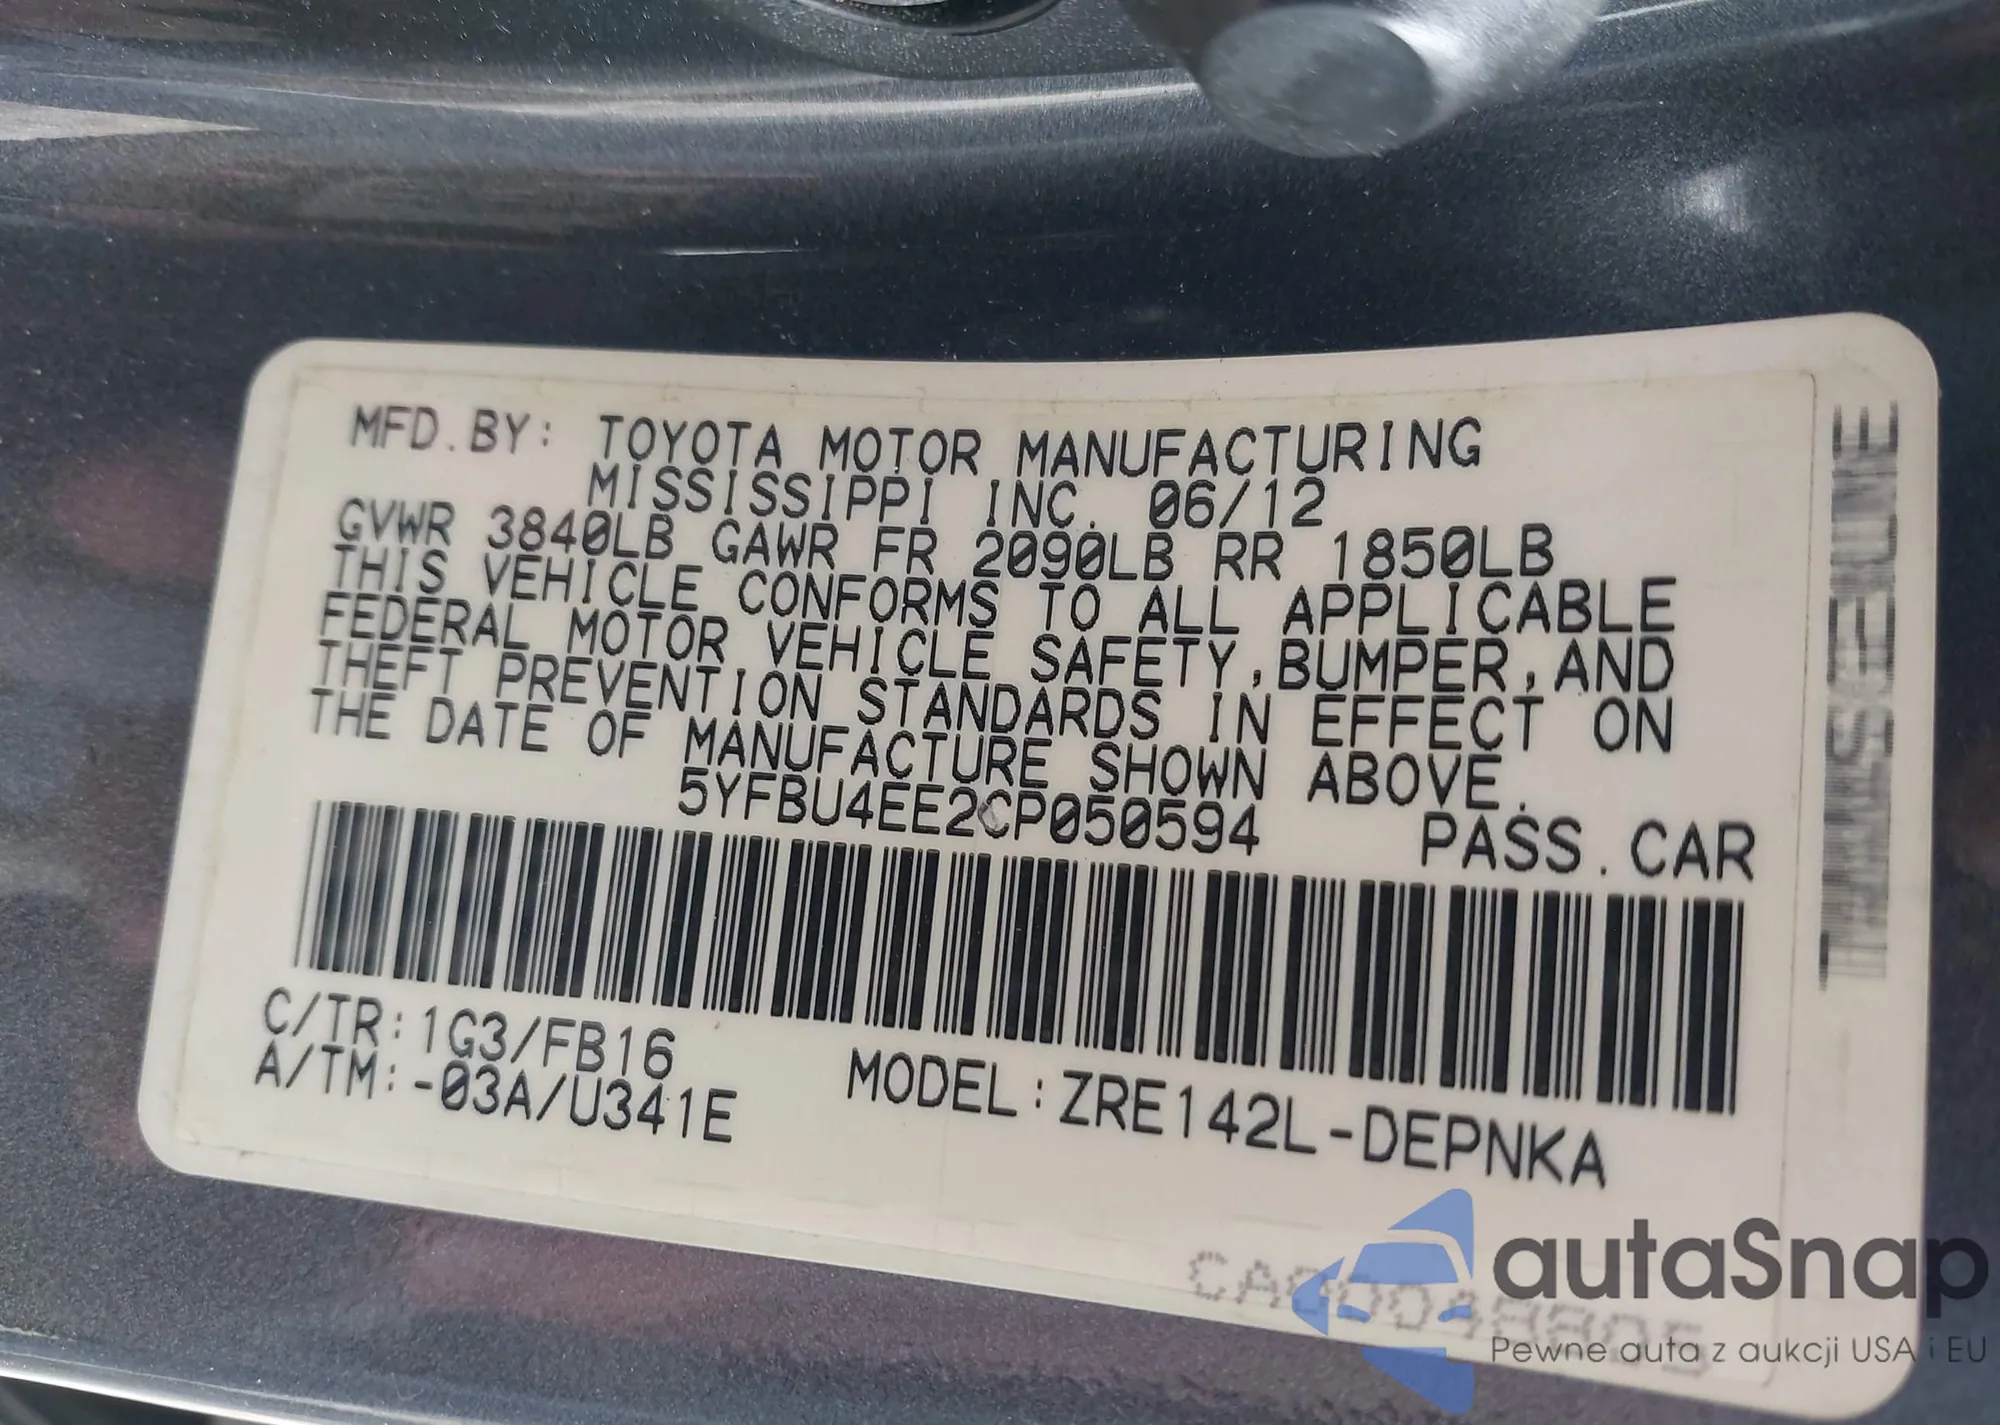 MFD.BY: TOYOTA MOTOR MANUFACTURING
MISSISSIPPI INC. 06/12
GVWR 3840LB GAWR FR 2090LB RR 1850LB
THIS VEHICLE CONFORMS TO ALL APPLICABLE
FEDERAL MOTOR VEHICLE SAFETY,BUMPER,AND
THEFT PREVENTION STANDARDS IN EFFECT ON
THE DATE OF MANUFACTURE SHOWN ABOVE.
5YFBU4EE2CP050594 PASS.CAR
C/TR:1G3/FB16
A/TM:-03A/U341E
MODEL:ZRE142L-DEPNKA
autaSnap
Pewne auta z aukcji USA i EU